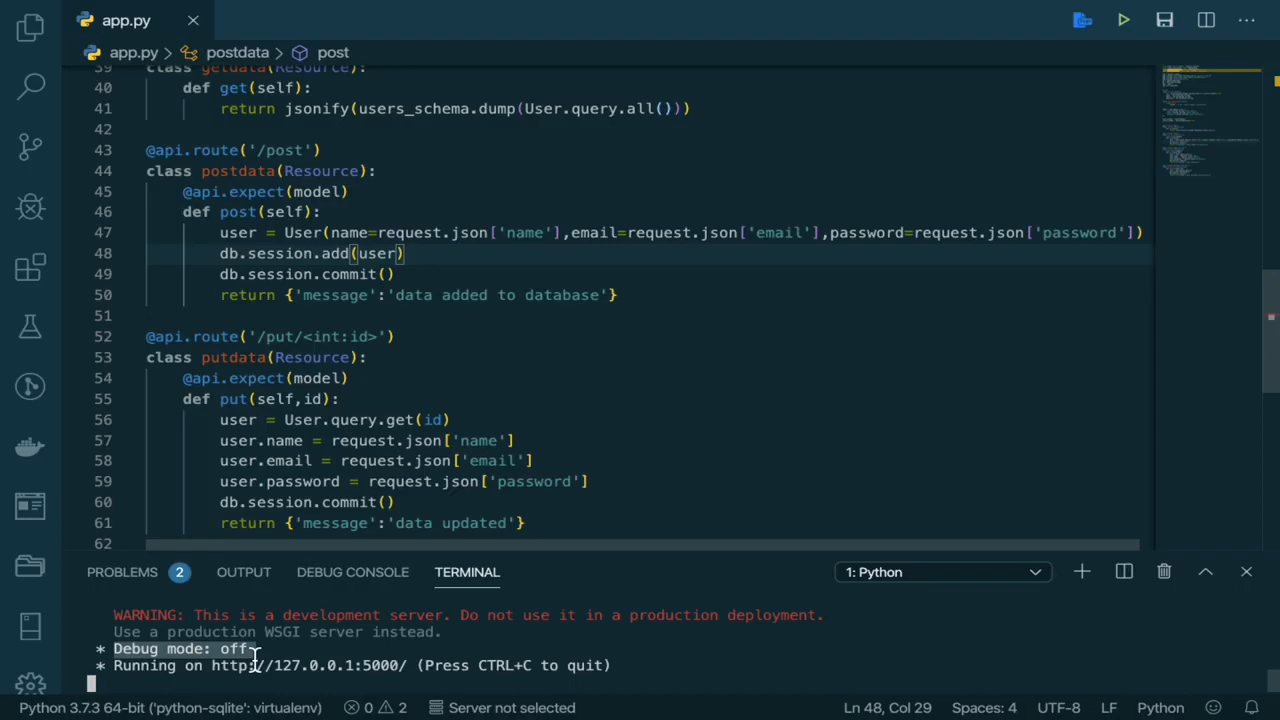 app.py
app.py > postdata > post
39 class getdata(Resource):
40 def get(self):
41 return jsonify(users_schema.dump(User.query.all()))
42
43 @api.route('/post')
44 class postdata(Resource):
45 @api.expect(model)
46 def post(self):
47 user = User(name=request.json['name'],email=request.json['email'],password=request.json['password'])
48 db.session.add(user)
49 db.session.commit()
50 return {'message':'data added to database'}
51
52 @api.route('/put/<int:id>')
53 class putdata(Resource):
54 @api.expect(model)
55 def put(self,id):
56 user = User.query.get(id)
57 user.name = request.json['name']
58 user.email = request.json['email']
59 user.password = request.json['password']
60 db.session.commit()
61 return {'message':'data updated'}
62
PROBLEMS 2 OUTPUT DEBUG CONSOLE TERMINAL 1: Python
WARNING: This is a development server. Do not use it in a production deployment.
Use a production WSGI server instead.
* Debug mode: off
* Running on http://127.0.0.1:5000/ (Press CTRL+C to quit)
Python 3.7.3 64-bit ('python-sqlite': virtualenv) 0 2 Server not selected Ln 48, Col 29 Spaces: 4 UTF-8 LF Python